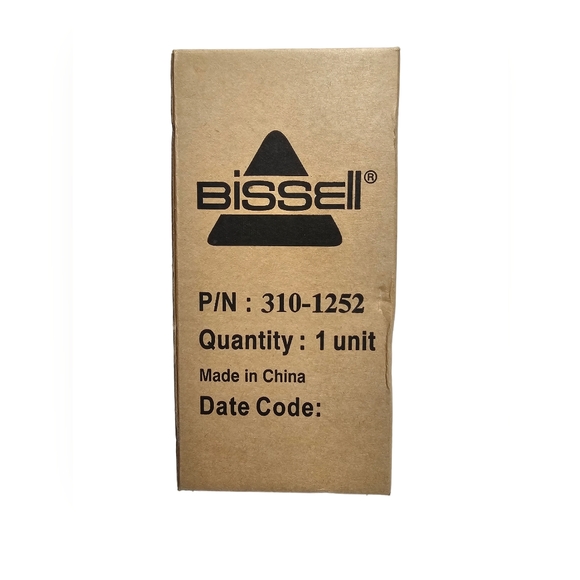 BISSELL®
P/N : 310-1252
Quantity : 1 unit
Made in China
Date Code: